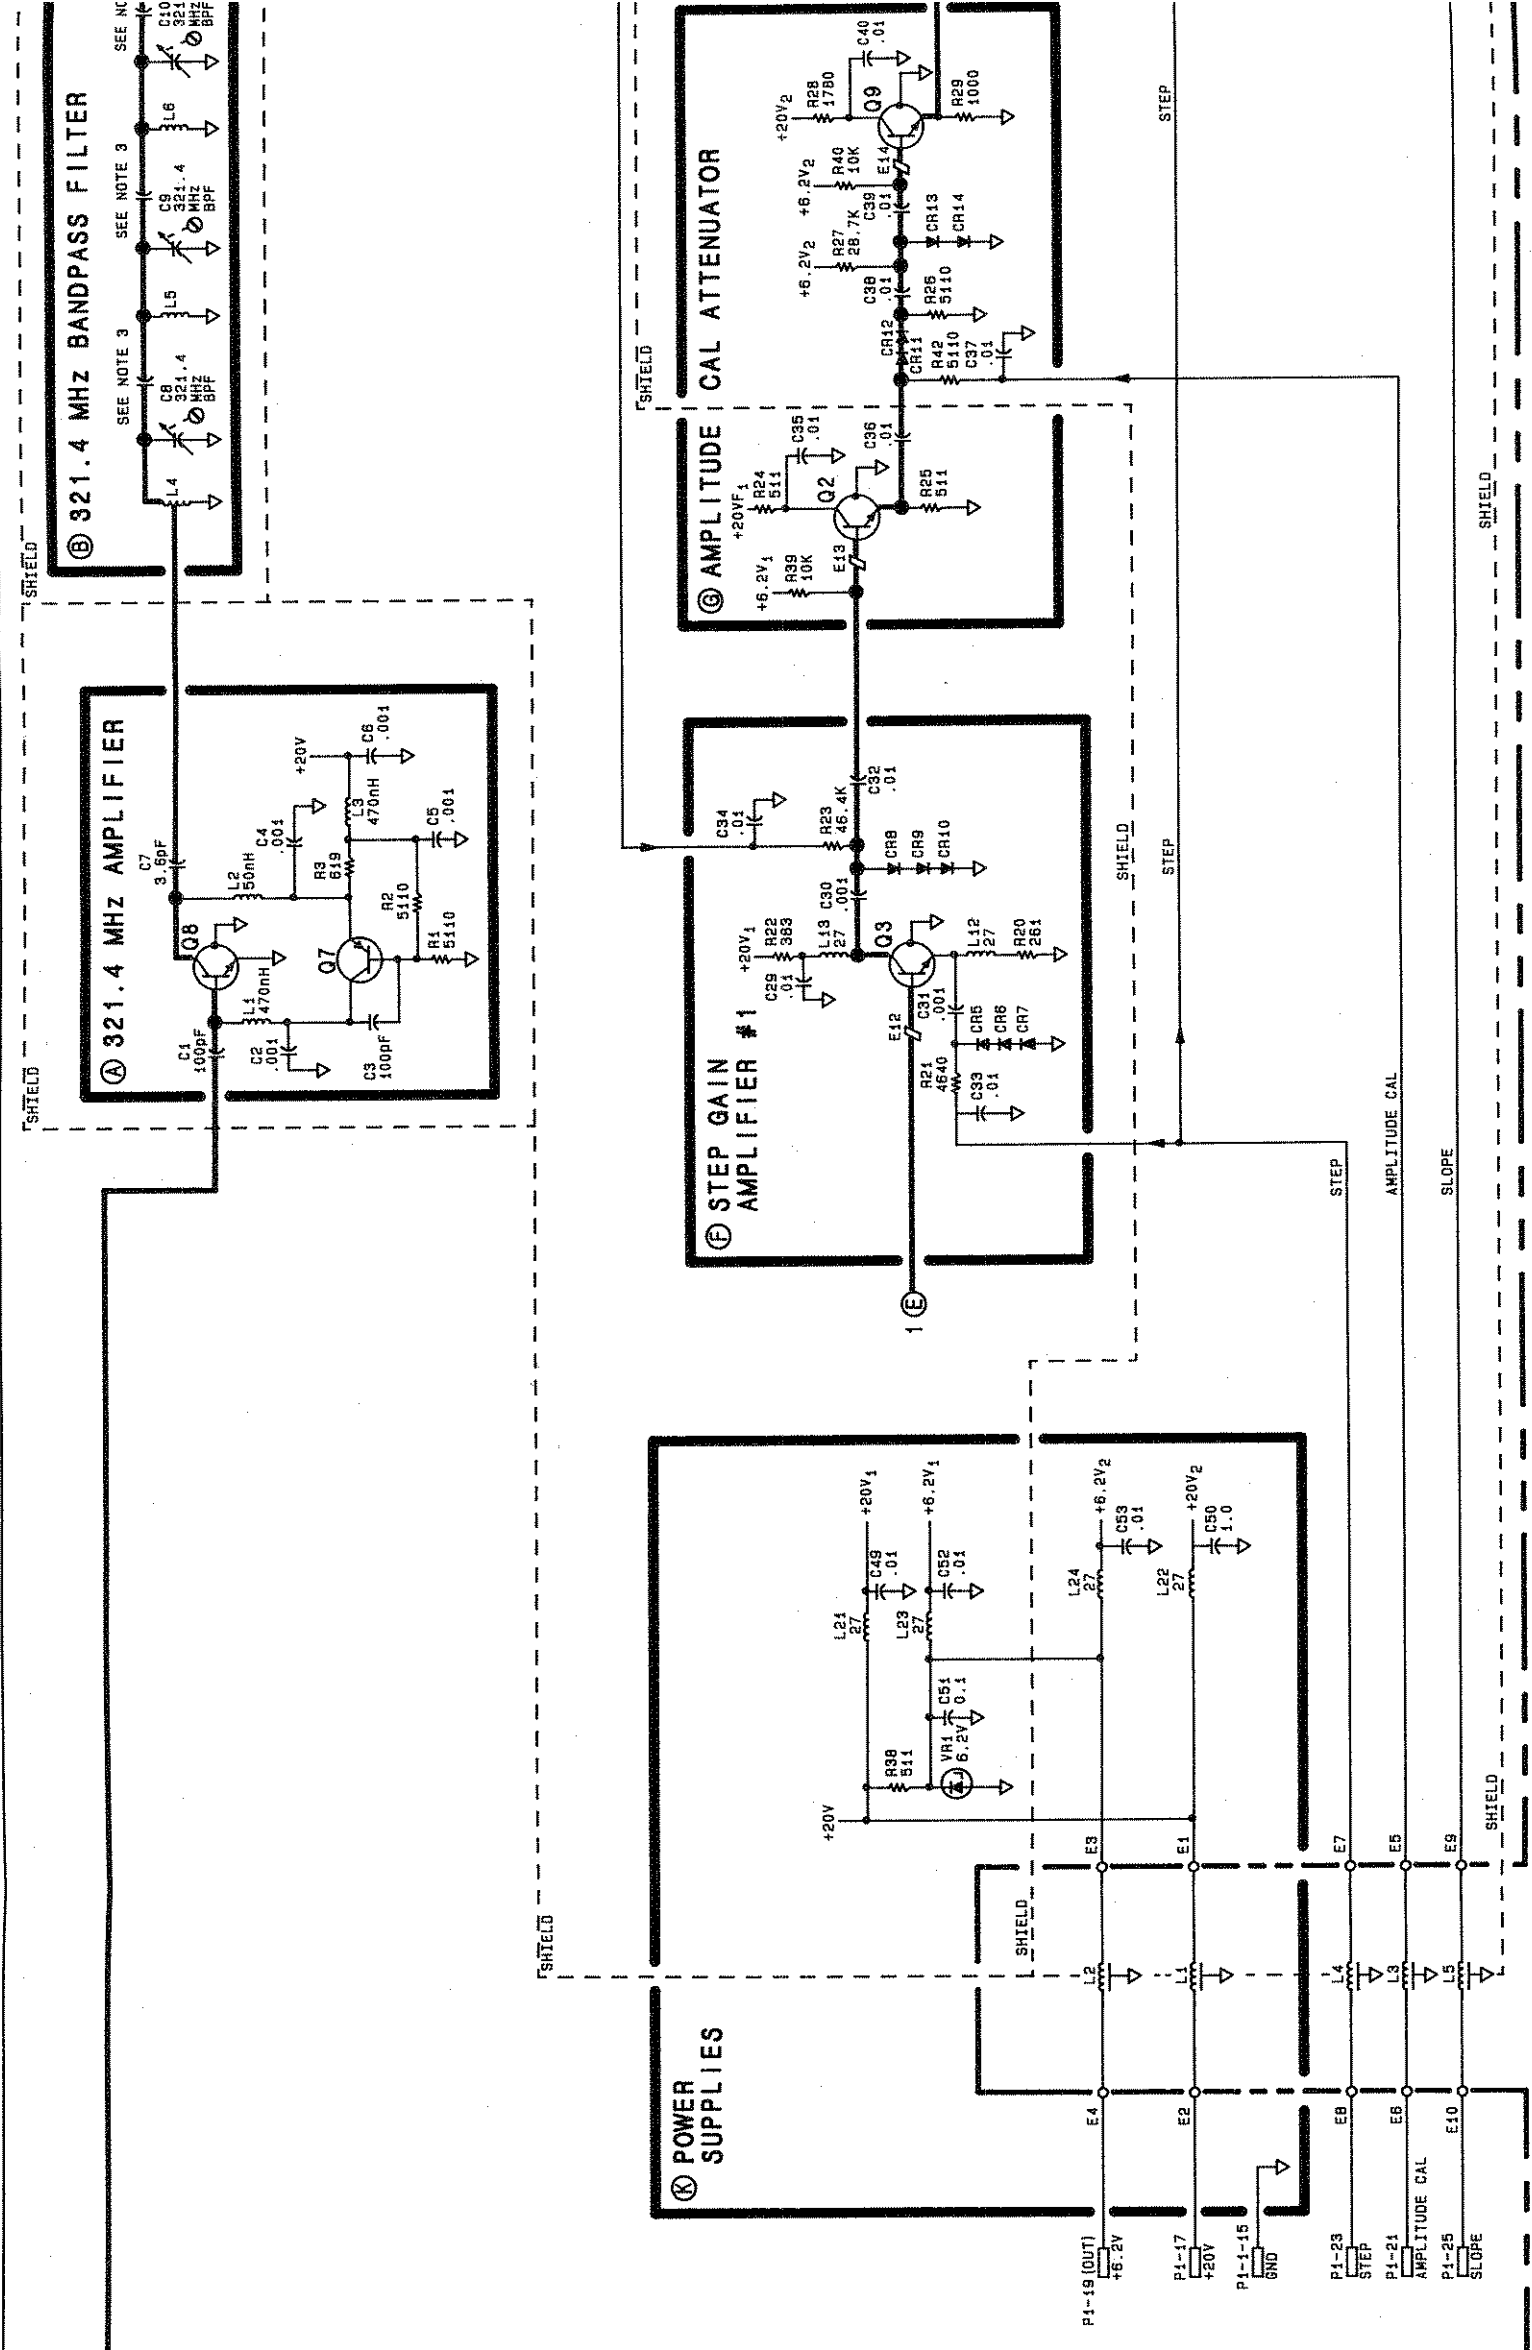 SHIELD
Ⓑ 321.4 MHz BANDPASS FILTER
L4
C8
321.4
MHz
BPF
SEE NOTE 3
L5
C9
321.4
MHz
BPF
SEE NOTE 3
L6
SHIELD
Ⓐ 321.4 MHz AMPLIFIER
C1
100pF
L1
470nH
C2
.001
C3
100pF
Q8
Q7
C7
3.6pF
L2
50nH
C4
.001
R3
619
R2
5110
R1
5110
L3
470nH
C5
.001
+20V
C6
.001
SHIELD
Ⓖ AMPLITUDE CAL ATTENUATOR
+6.2V1
R39
10K
E13
+20VF1
R24
511
Q2
C35
.01
R25
511
C36
.01
CR12
CR11
R42
5110
C37
.01
R26
5110
C38
.01
+6.2V2
R27
28.7K
CR13
CR14
C39
.01
+6.2V2
R40
10K
E14
+20V2
R28
1780
Q9
C40
.01
R29
1000
Ⓕ STEP GAIN
AMPLIFIER #1
1 Ⓔ
E12
R21
4640
C33
.01
CR5
CR6
CR7
C31
.001
C29
.01
+20V1
R22
383
L13
27
Q3
L12
27
R20
261
C30
.001
CR8
CR9
CR10
C34
.01
R23
46.4K
C32
.01
SHIELD
STEP
STEP
SHIELD
STEP
AMPLITUDE CAL
SLOPE
SHIELD
Ⓚ POWER
SUPPLIES
SHIELD
+20V
R38
511
VR1
6.2V
C51
0.1
L21
27
C49
.01
+20V1
L23
27
C52
.01
+6.2V1
L24
27
C53
.01
+6.2V2
L22
27
C50
1.0
+20V2
P1-19(OUT)
+6.2V
E4
L2
E3
P1-17
+20V
E2
L1
E1
P1-1-15
GND
P1-23
STEP
E8
L4
E7
P1-21
AMPLITUDE CAL
E6
L3
E5
P1-25
SLOPE
E10
L5
E9
SHIELD